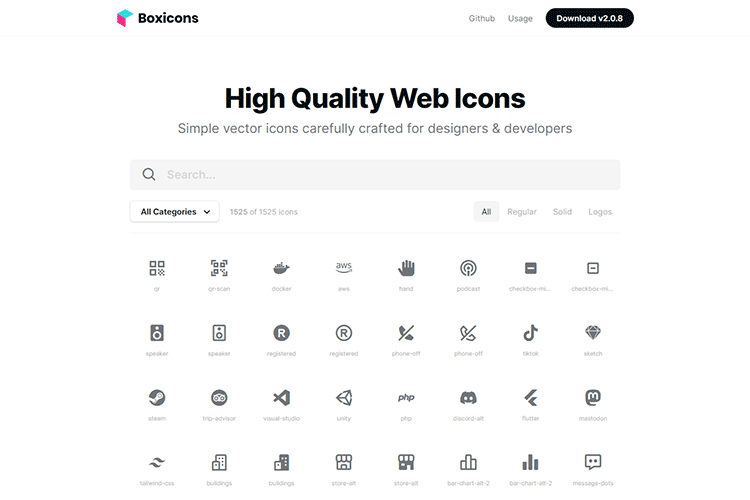 Boxicons
Github Usage Download v2.0.8
High Quality Web Icons
Simple vector icons carefully crafted for designers & developers
Search...
All Categories 1525 of 1525 icons All Regular Solid Logos
aws
qr qr-scan docker aws hand podcast checkbox-mi... checkbox-mi...
R R
speaker speaker registered registered phone-off phone-off tiktok sketch
php
steam trip-advisor visual-studio unity php discord-alt flutter mastodon
tailwind-css buildings buildings store-alt store-alt bar-chart-alt-2 bar-chart-alt-2 message-dots